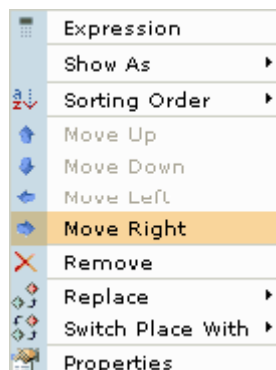 Expression
Show As
Sorting Order
Move Up
Move Down
Move Left
Move Right
Remove
Replace
Switch Place With
Properties